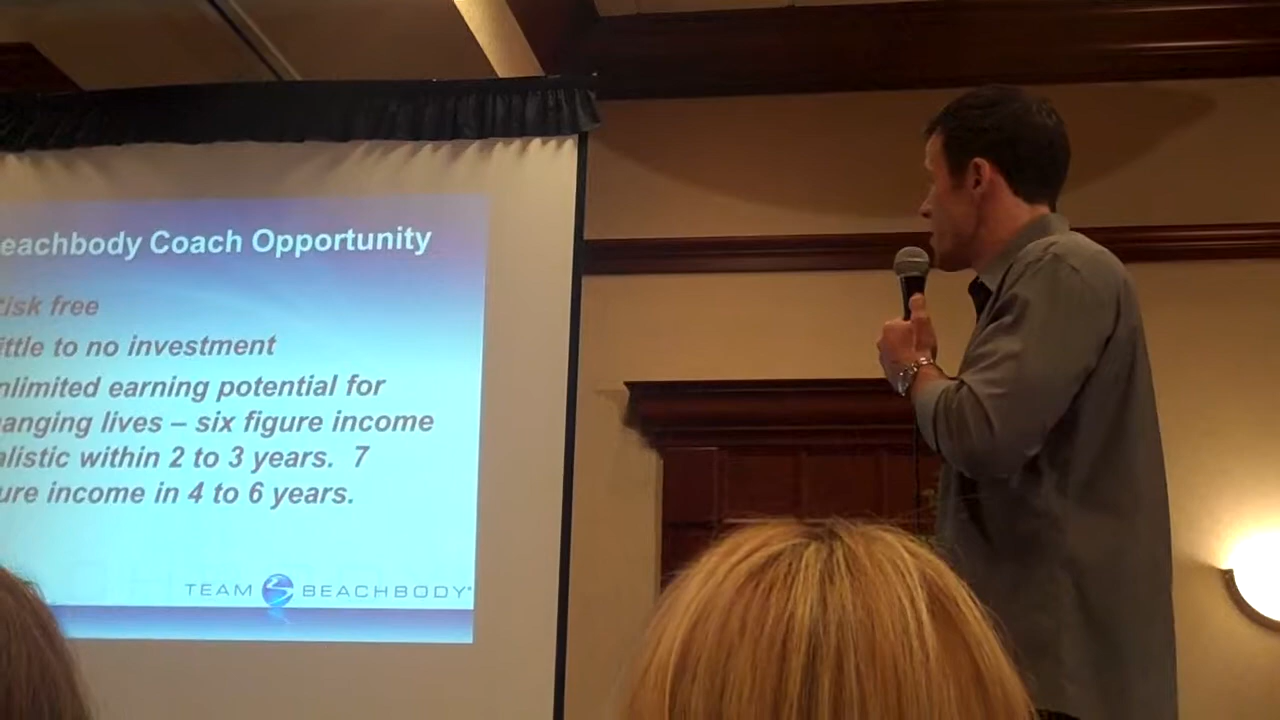 eachbody Coach Opportunity
risk free
ittle to no investment
nlimited earning potential for
anging lives – six figure income
alistic within 2 to 3 years. 7
ure income in 4 to 6 years.
TEAM BEACHBODY